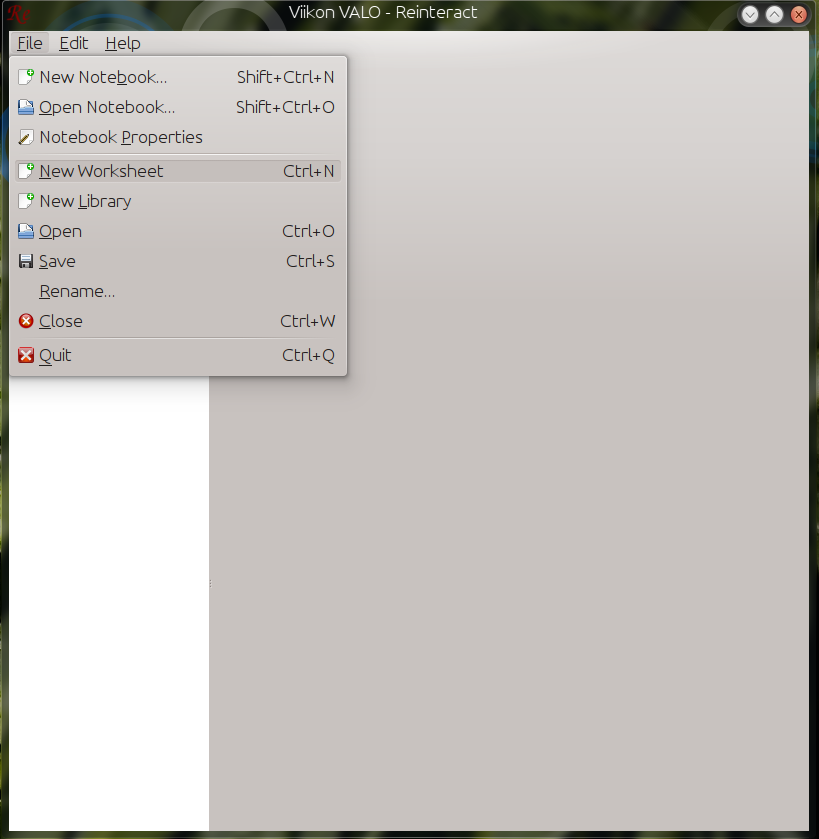 Re
Viikon VALO - Reinteract
File Edit Help
New Notebook... Shift+Ctrl+N
Open Notebook... Shift+Ctrl+O
Notebook Properties
New Worksheet Ctrl+N
New Library
Open Ctrl+O
Save Ctrl+S
Rename...
Close Ctrl+W
Quit Ctrl+Q